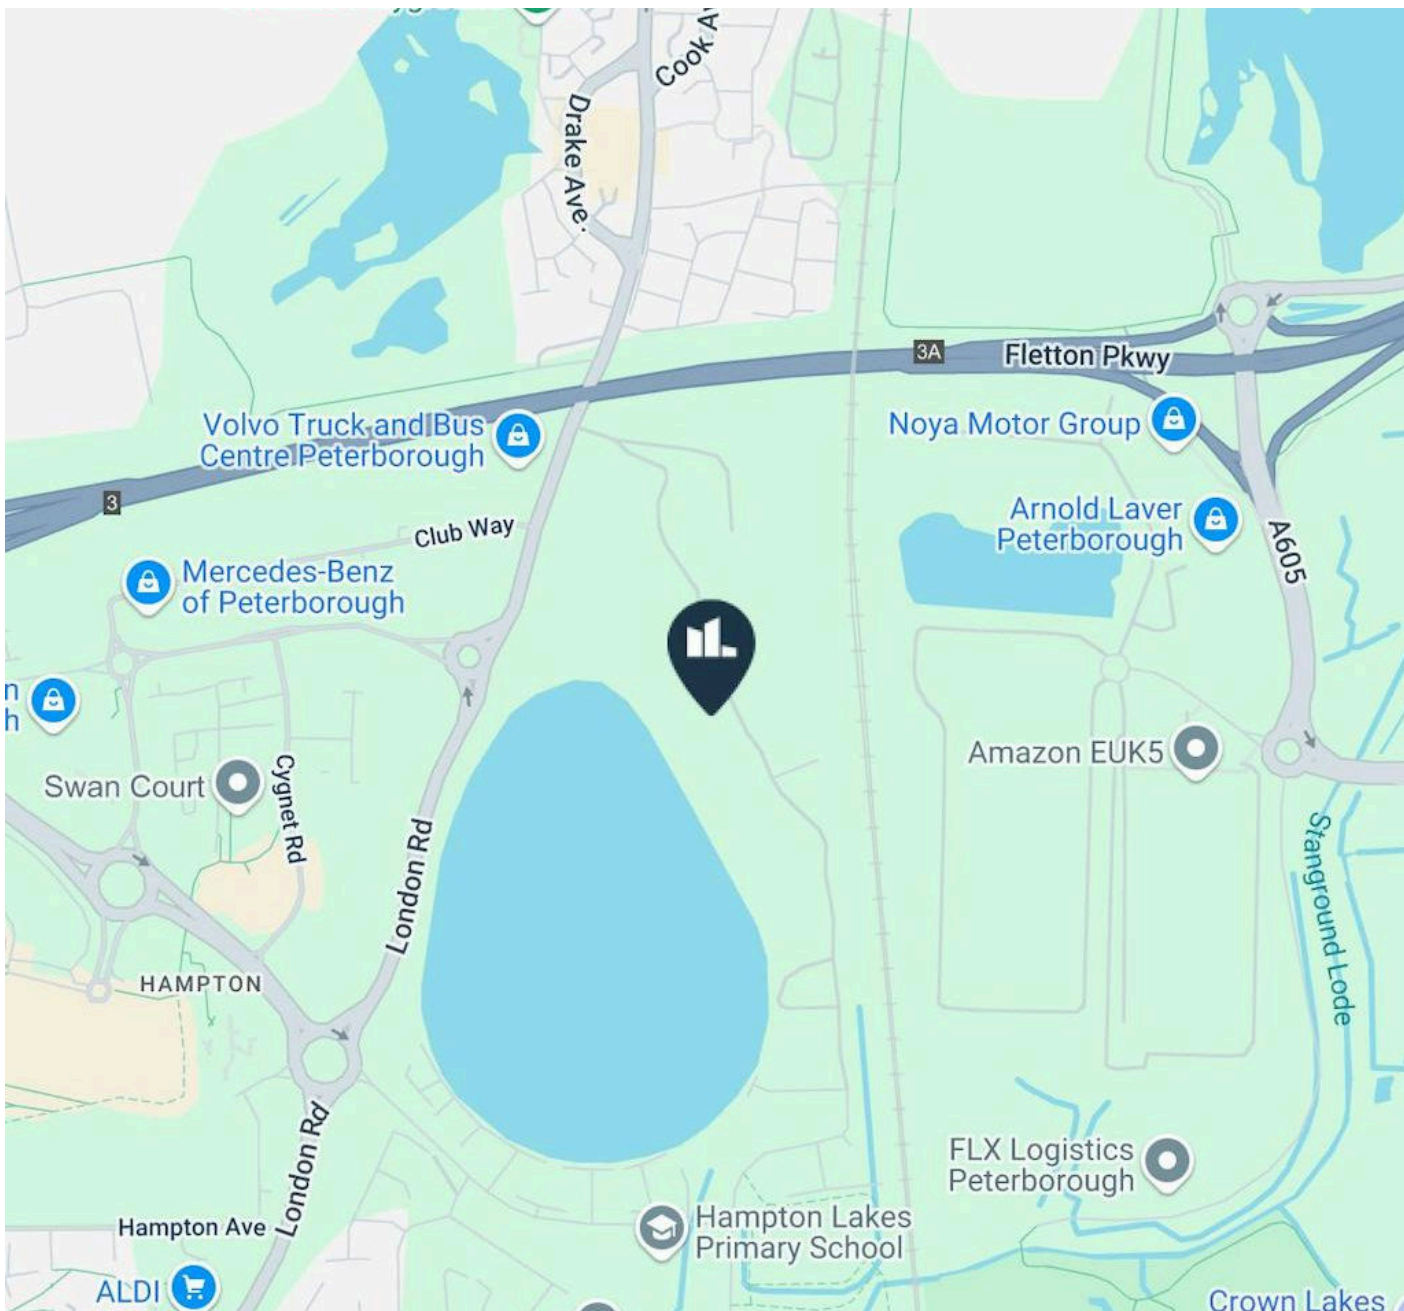 Cook Av
Drake Ave.
3A
Fletton Pkwy
Volvo Truck and Bus
Centre Peterborough
Noya Motor Group
3
Club Way
Arnold Laver
Peterborough
A605
Mercedes-Benz
of Peterborough
n
h
Swan Court
Cygnet Rd
Amazon EUK5
London Rd
Stanground Lode
HAMPTON
London Rd
FLX Logistics
Peterborough
Hampton Ave
Hampton Lakes
Primary School
ALDI
Crown Lakes